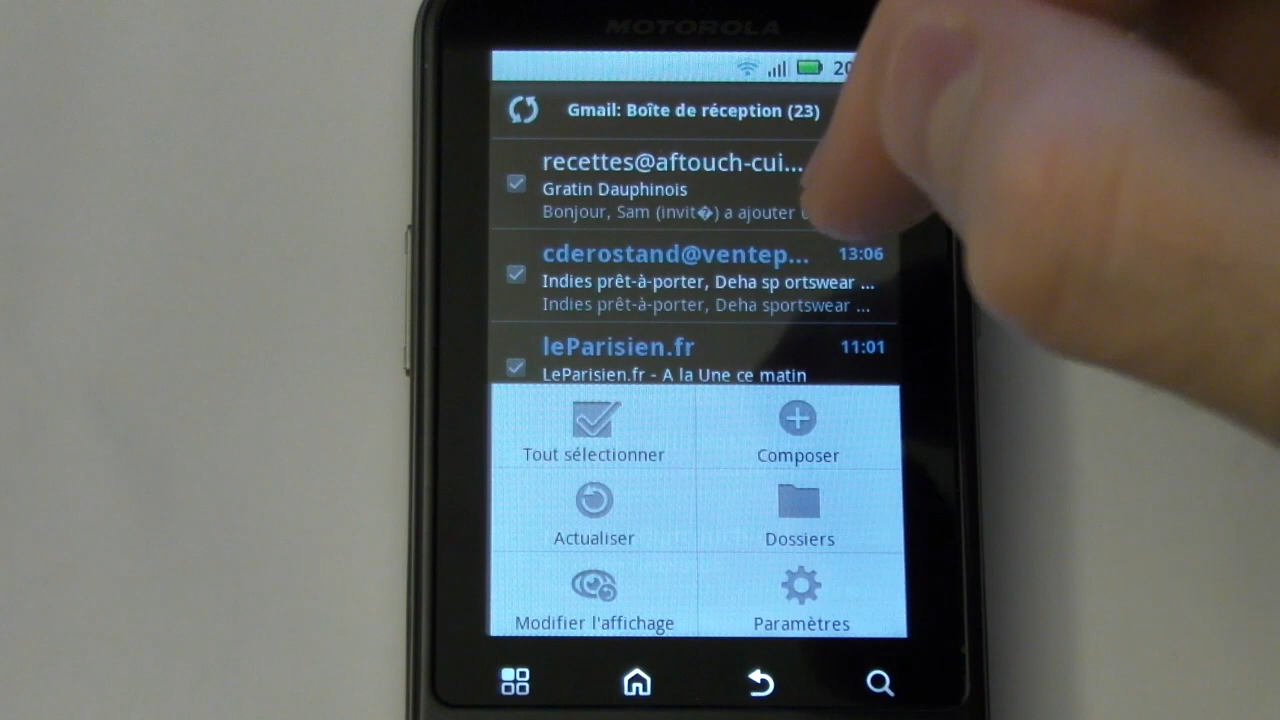 MOTOROLA
20
Gmail: Boîte de réception (23)
recettes@aftouch-cui...
Gratin Dauphinois
Bonjour, Sam (invit�) a ajouter
cderostand@ventep... 13:06
Indies prêt-à-porter, Deha sp ortswear ...
Indies prêt-à-porter, Deha sportswear ...
leParisien.fr 11:01
LeParisien.fr - A la Une ce matin
Tout sélectionner Composer
Actualiser Dossiers
Modifier l'affichage Paramètres